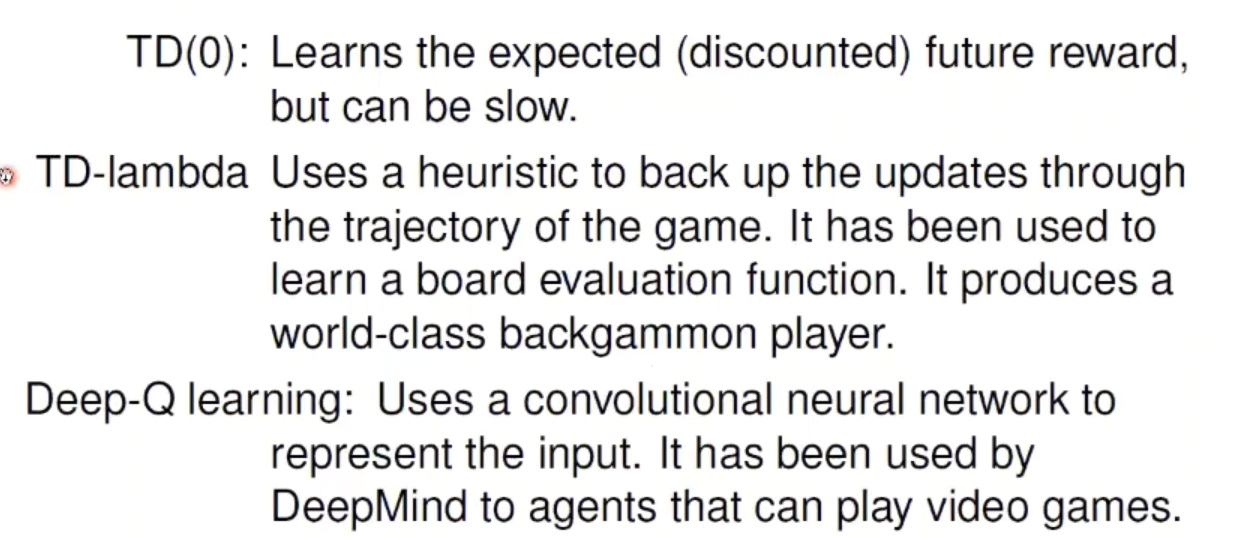 TD(0): Learns the expected (discounted) future reward,
but can be slow.
TD-lambda Uses a heuristic to back up the updates through
the trajectory of the game. It has been used to
learn a board evaluation function. It produces a
world-class backgammon player.
Deep-Q learning: Uses a convolutional neural network to
represent the input. It has been used by
DeepMind to agents that can play video games.